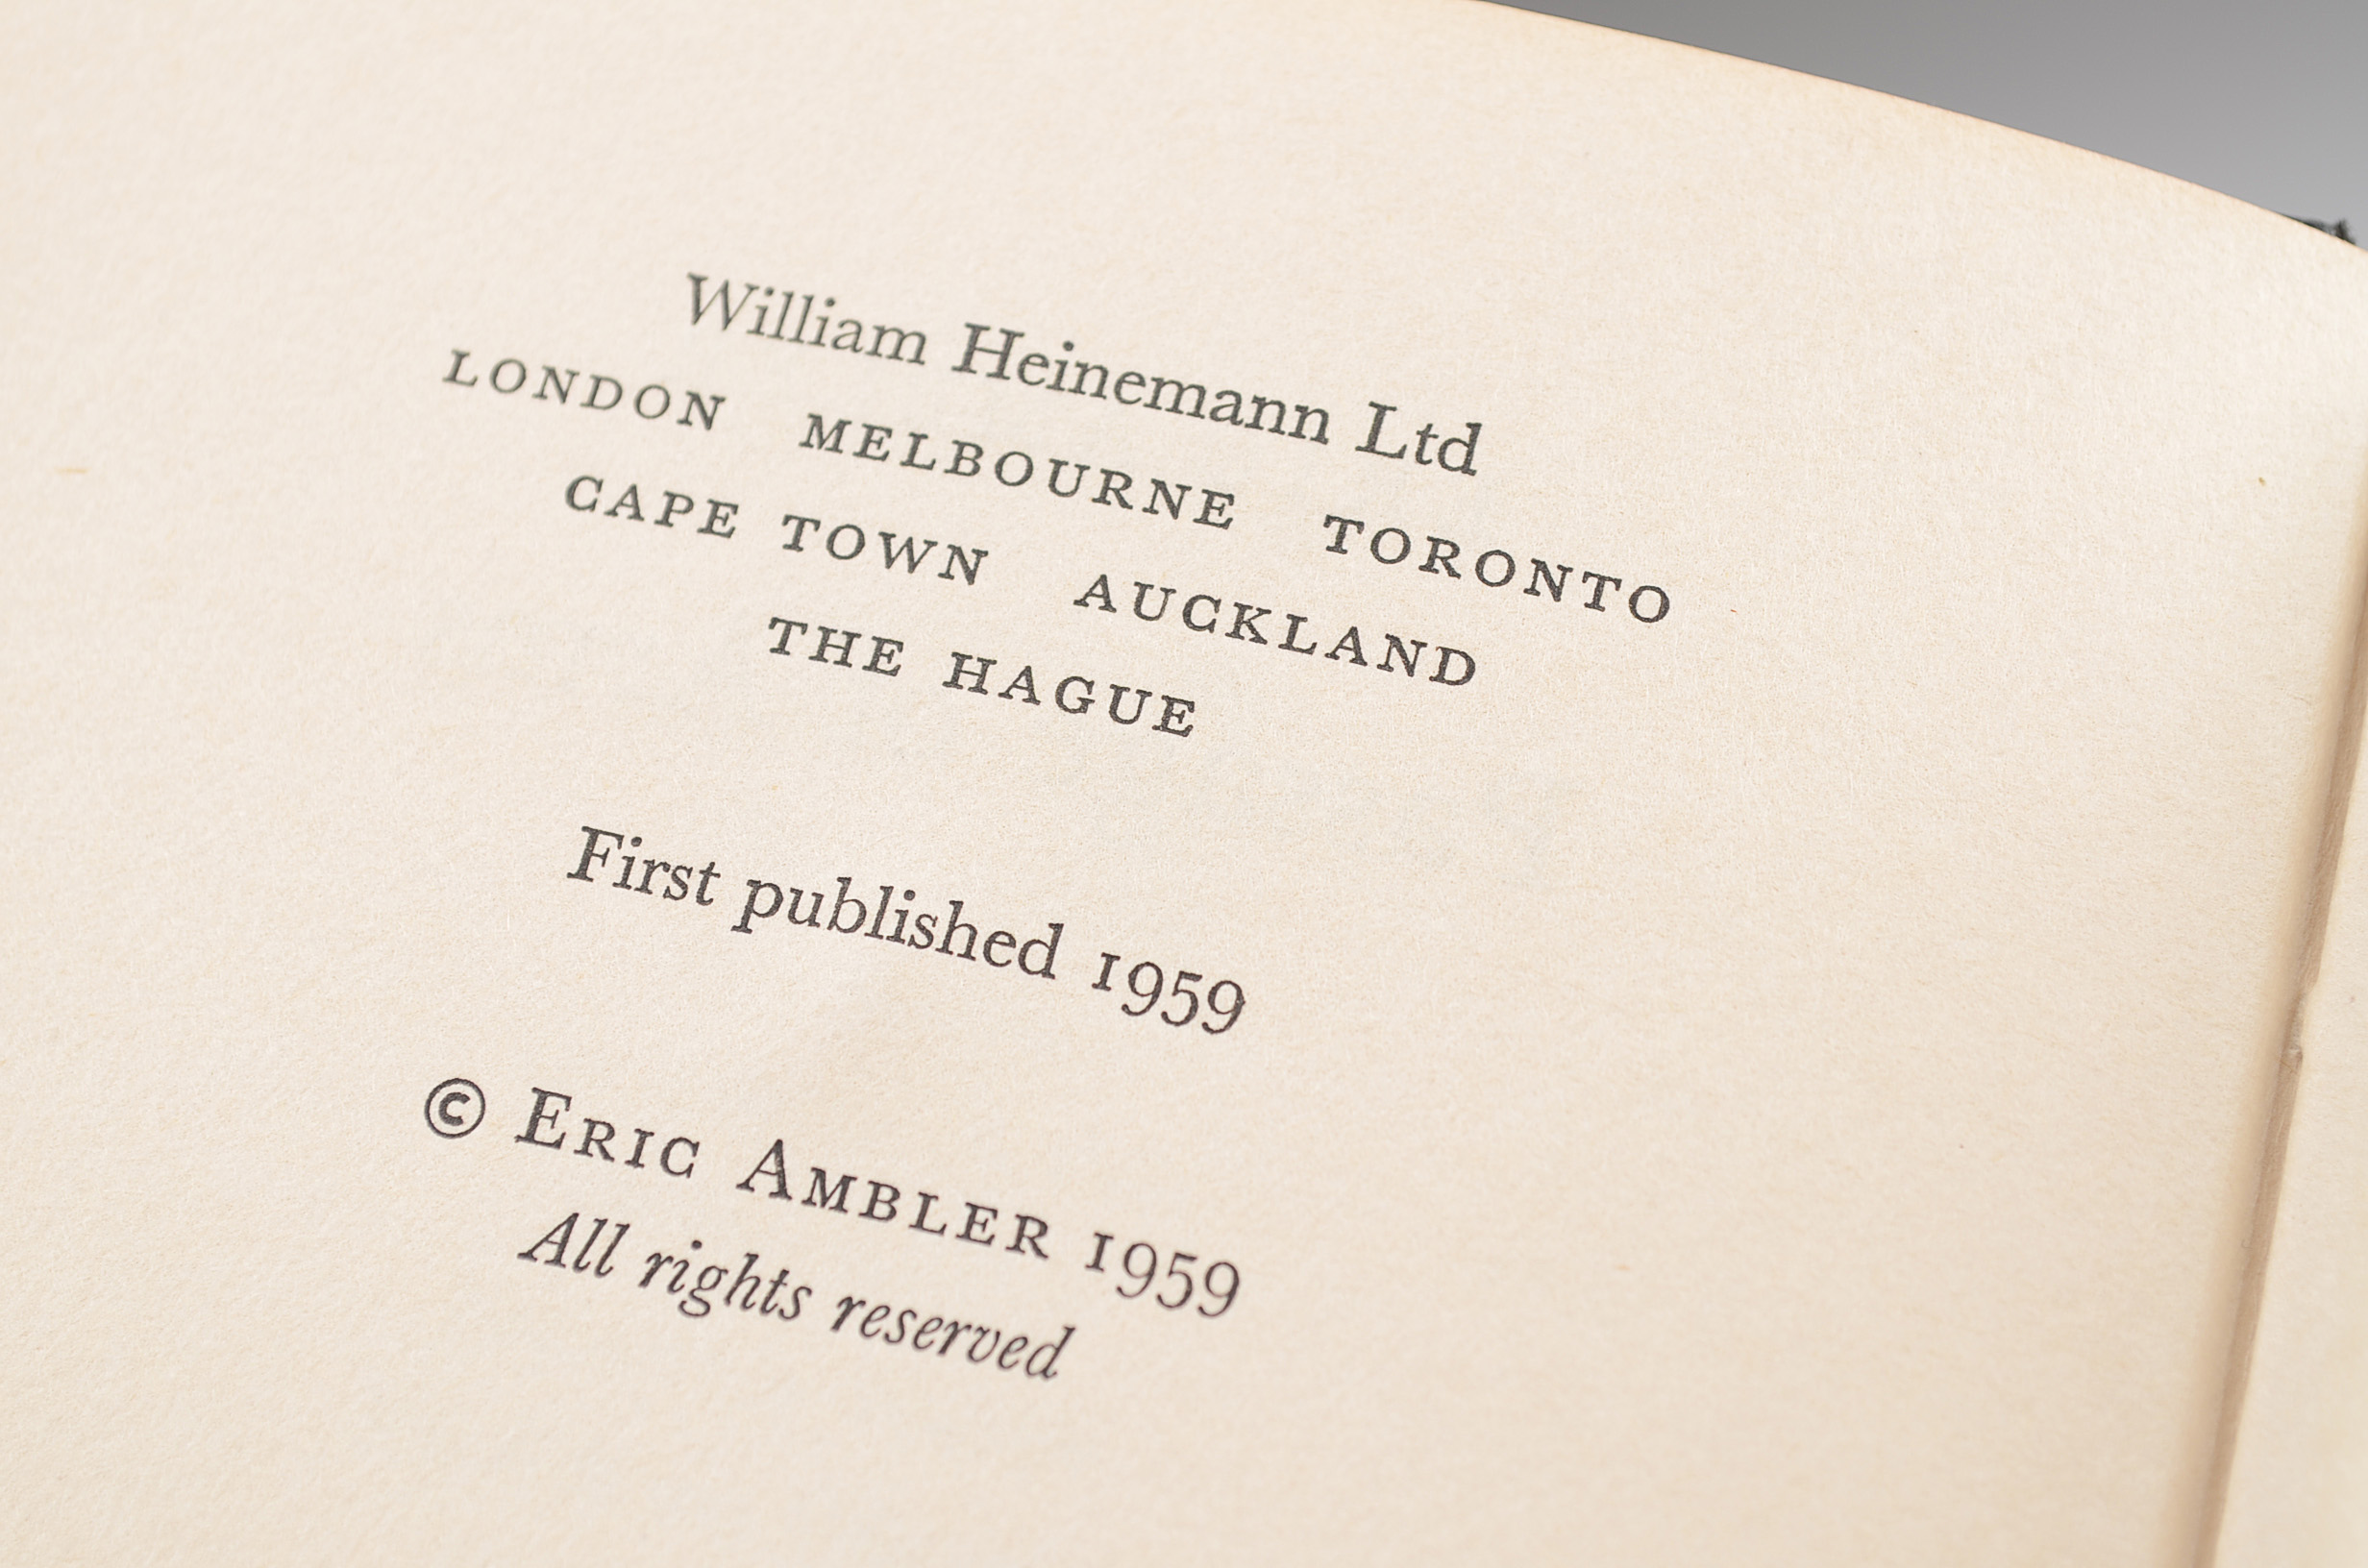 William Heinemann Ltd
LONDON MELBOURNE TORONTO
CAPE TOWN AUCKLAND
THE HAGUE
First published 1959
© ERIC AMBLER 1959
All rights reserved